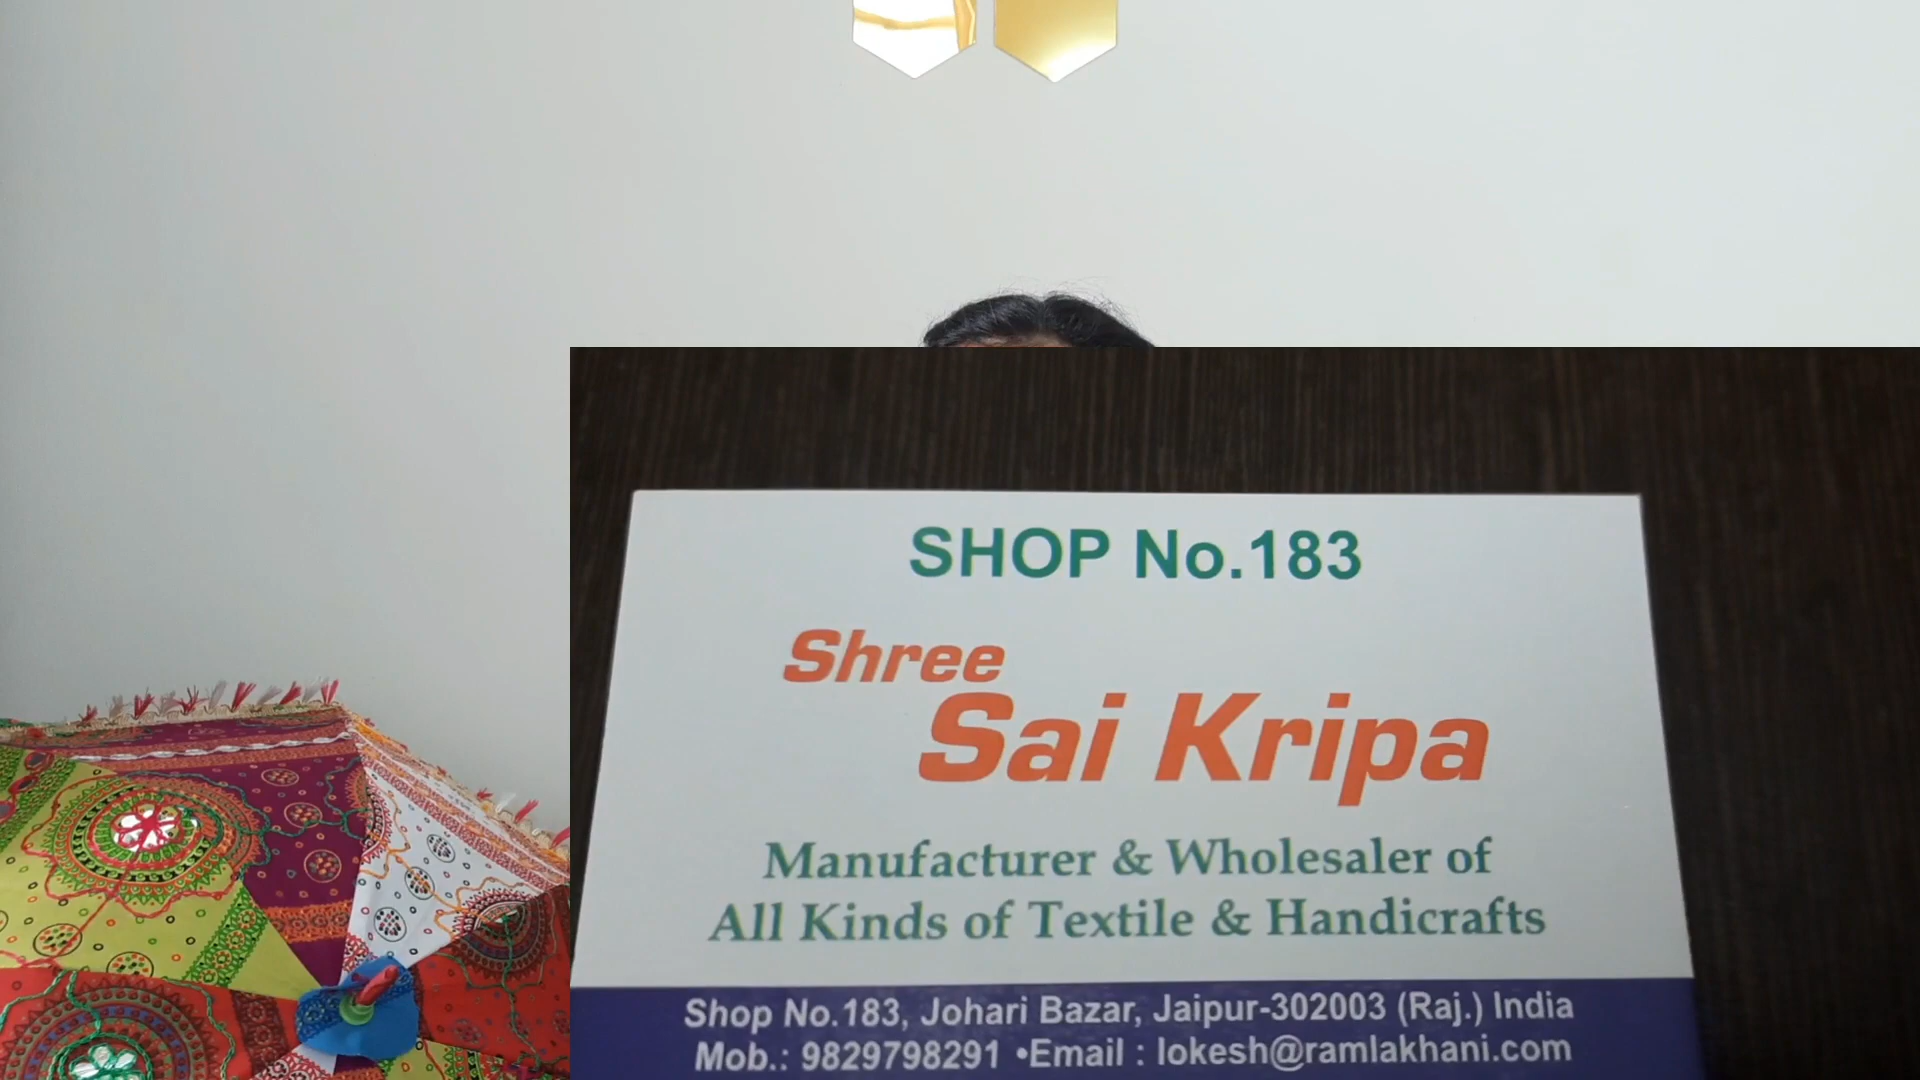 SHOP No.183
Shree
Sai Kripa
Manufacturer & Wholesaler of
All Kinds of Textile & Handicrafts
Shop No.183, Johari Bazar, Jaipur-302003 (Raj.) India
Mob.: 9829798291 •Email : lokesh@ramlakhani.com